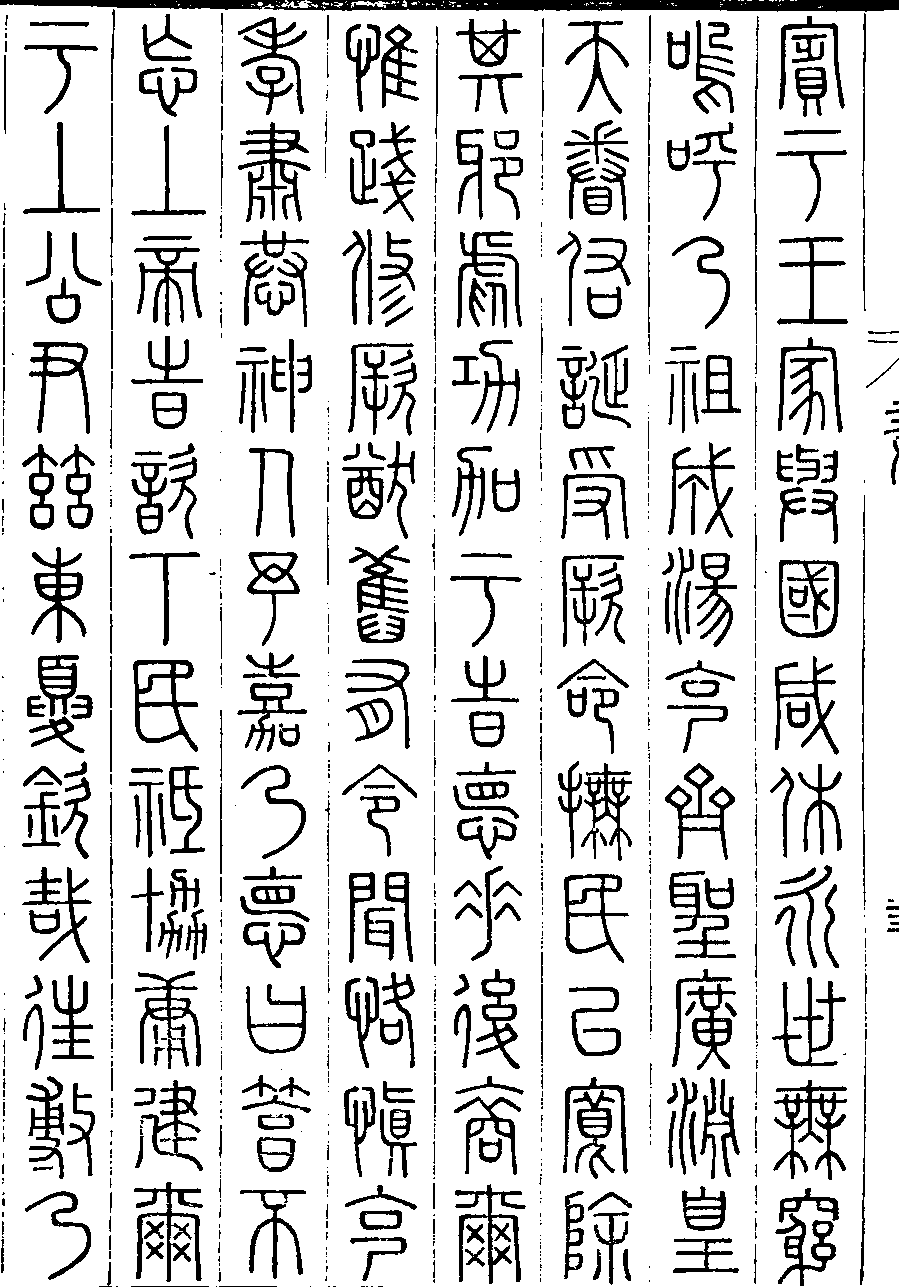 賓于王家與國咸休永世無窮
嗚呼乃祖成湯克齊聖廣淵皇
天眷佑誕受厥命撫民以寬除
其邪虐功加于時德垂後裔爾
惟踐修厥猷舊有令聞恪慎克
孝肅恭神人予嘉乃德曰篤不
忘上帝時歆下民祗協庸建爾
于上公尹茲東夏欽哉往敷乃